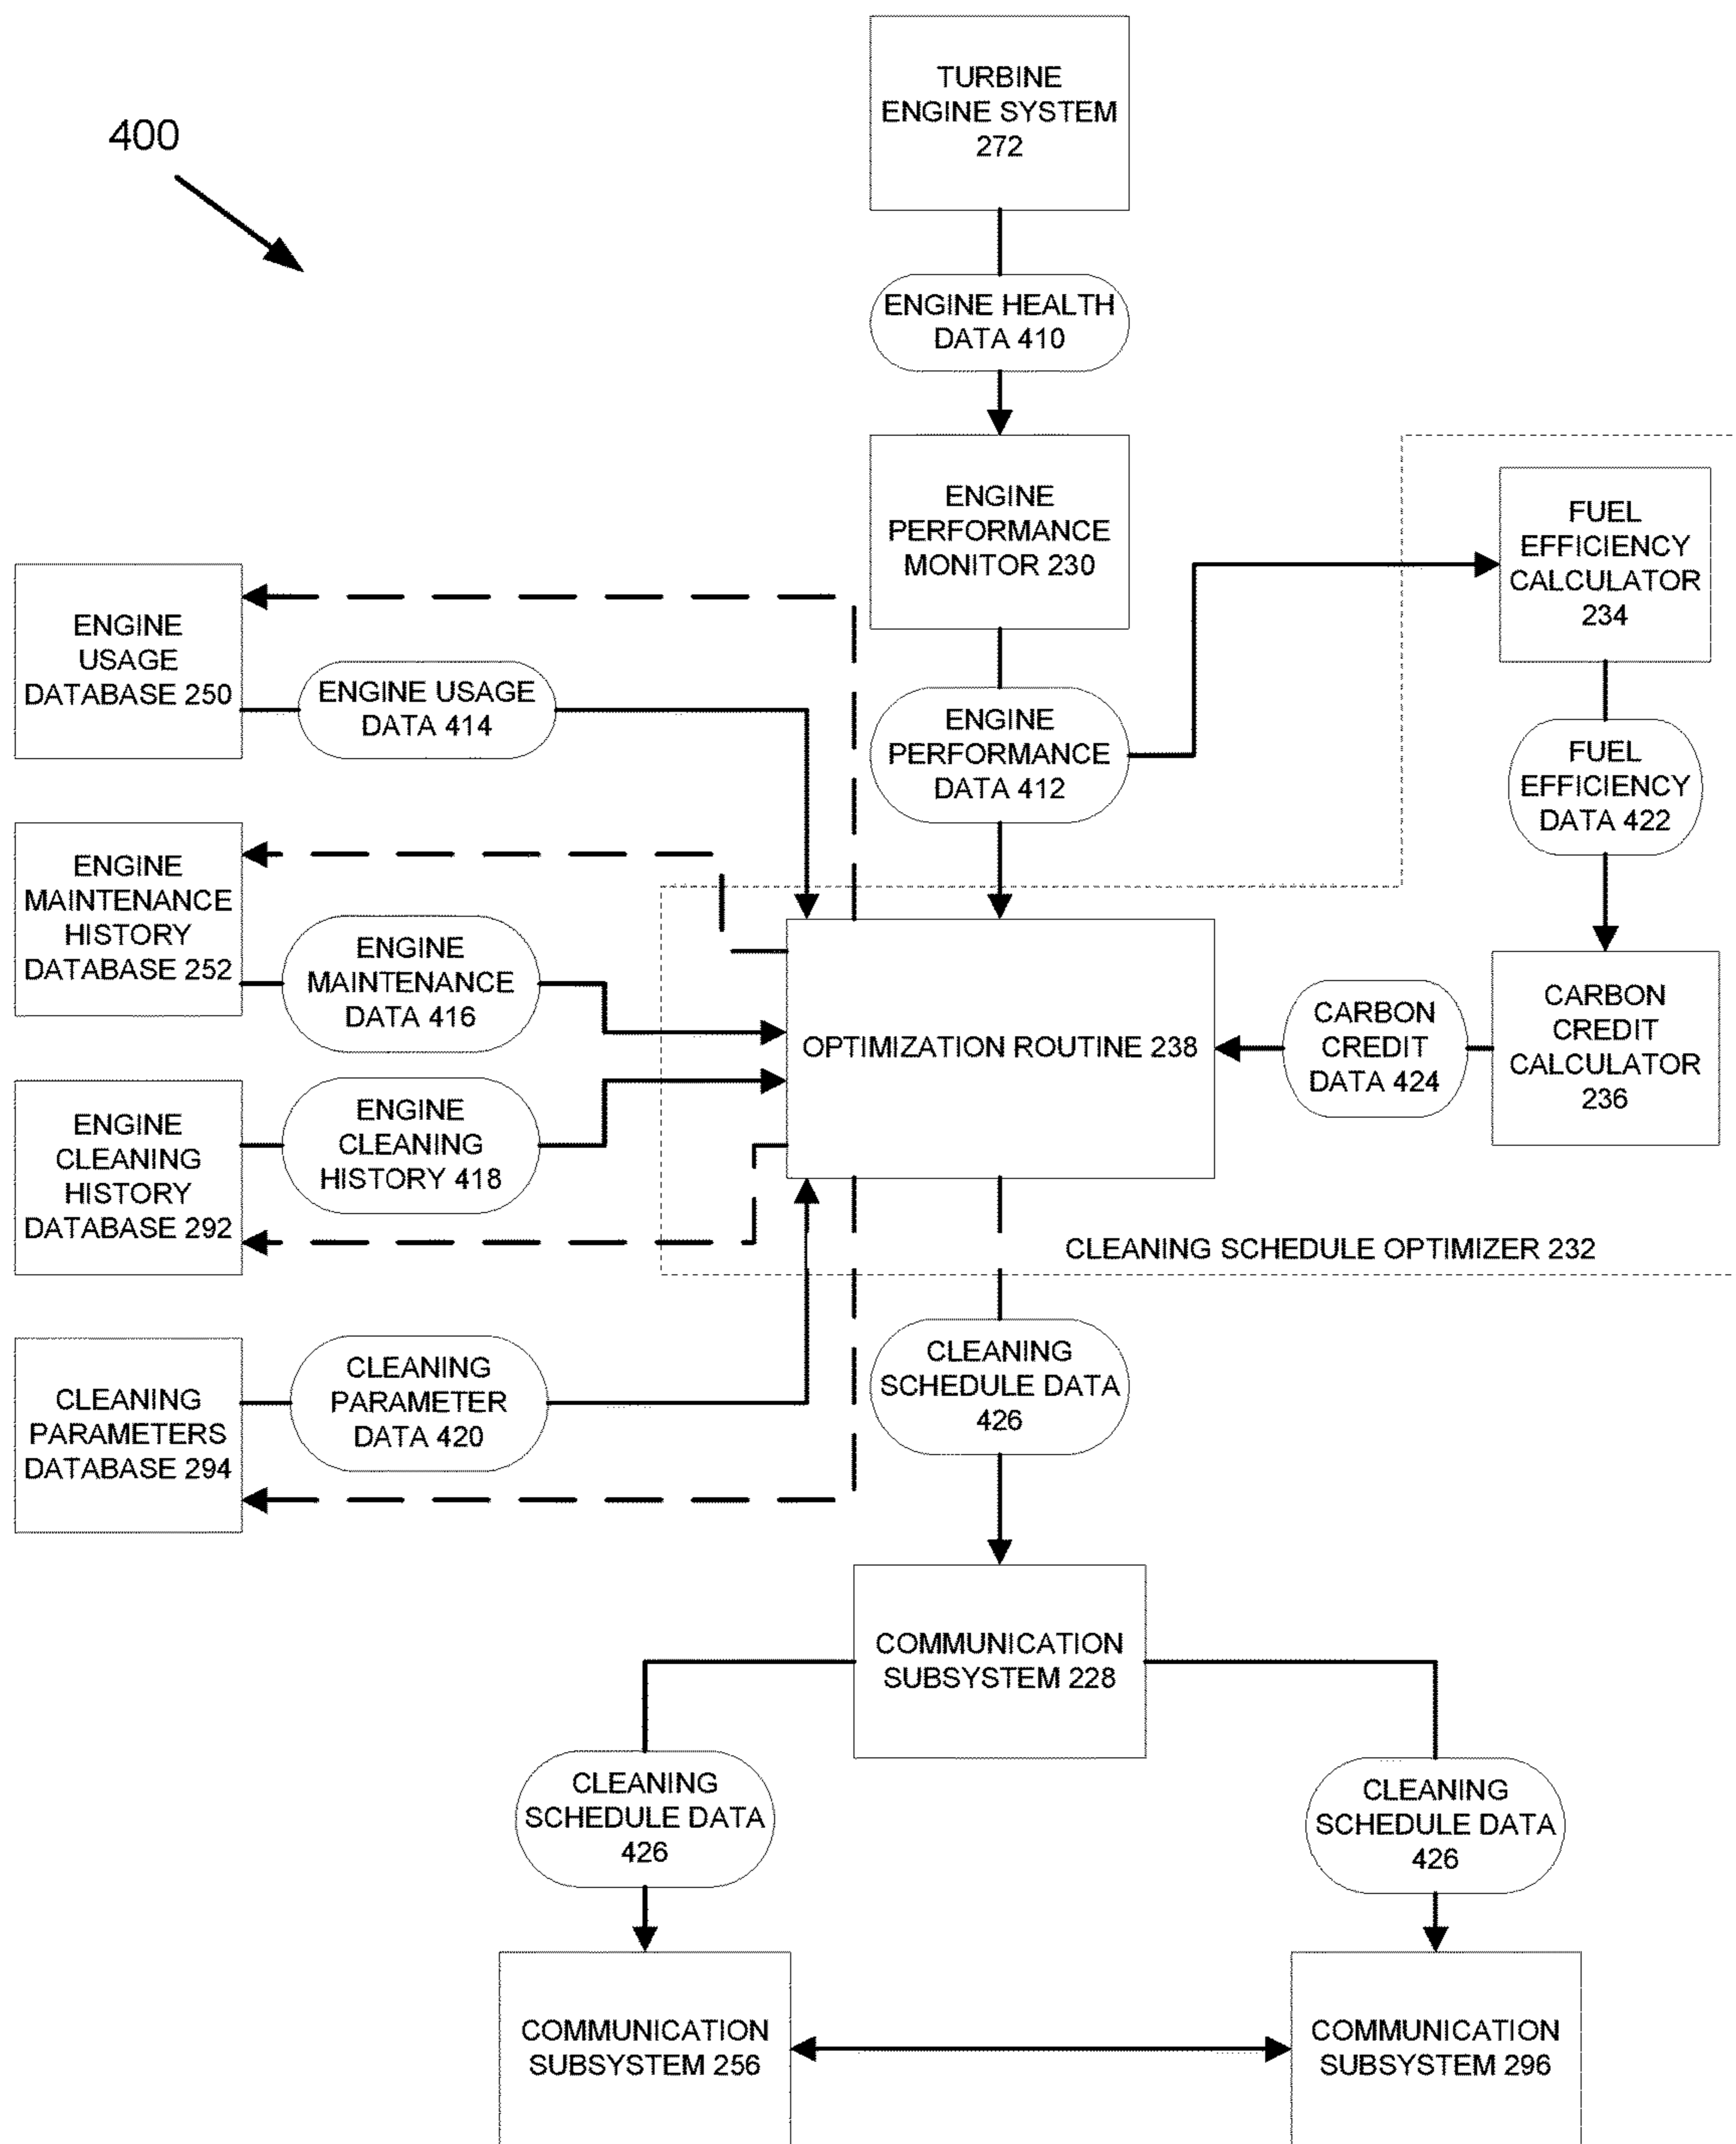 400
TURBINE
ENGINE SYSTEM
272
ENGINE HEALTH
DATA 410
ENGINE
PERFORMANCE
MONITOR 230
FUEL
EFFICIENCY
CALCULATOR
234
ENGINE
USAGE
DATABASE 250
ENGINE USAGE
DATA 414
ENGINE
PERFORMANCE
DATA 412
FUEL
EFFICIENCY
DATA 422
ENGINE
MAINTENANCE
HISTORY
DATABASE 252
ENGINE
MAINTENANCE
DATA 416
OPTIMIZATION ROUTINE 238
CARBON
CREDIT
DATA 424
CARBON
CREDIT
CALCULATOR
236
ENGINE
CLEANING
HISTORY
DATABASE 292
ENGINE
CLEANING
HISTORY 418
CLEANING SCHEDULE OPTIMIZER 232
CLEANING
PARAMETERS
DATABASE 294
CLEANING
PARAMETER
DATA 420
CLEANING
SCHEDULE DATA
426
COMMUNICATION
SUBSYSTEM 228
CLEANING
SCHEDULE DATA
426
CLEANING
SCHEDULE DATA
426
COMMUNICATION
SUBSYSTEM 256
COMMUNICATION
SUBSYSTEM 296